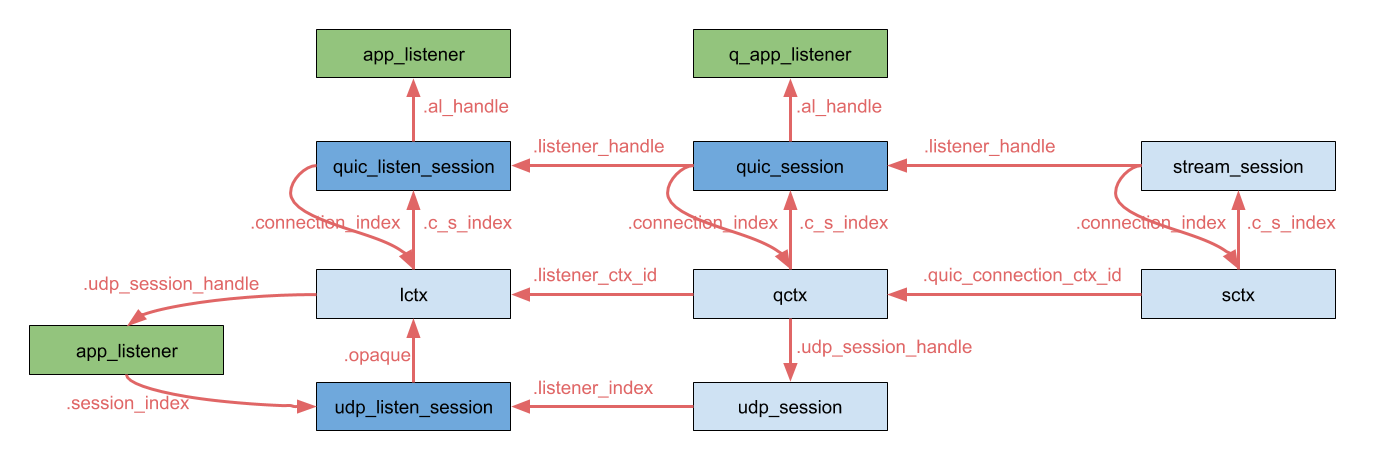 app_listener
q_app_listener
.al_handle
.al_handle
.listener_handle
.listener_handle
quic_listen_session
quic_session
stream_session
.connection_index
.c_s_index
.connection_index
.c_s_index
.connection_index
.c_s_index
.udp_session_handle
.listener_ctx_id
.quic_connection_ctx_id
lctx
qctx
sctx
app_listener
.opaque
.udp_session_handle
.session_index
.listener_index
udp_listen_session
udp_session